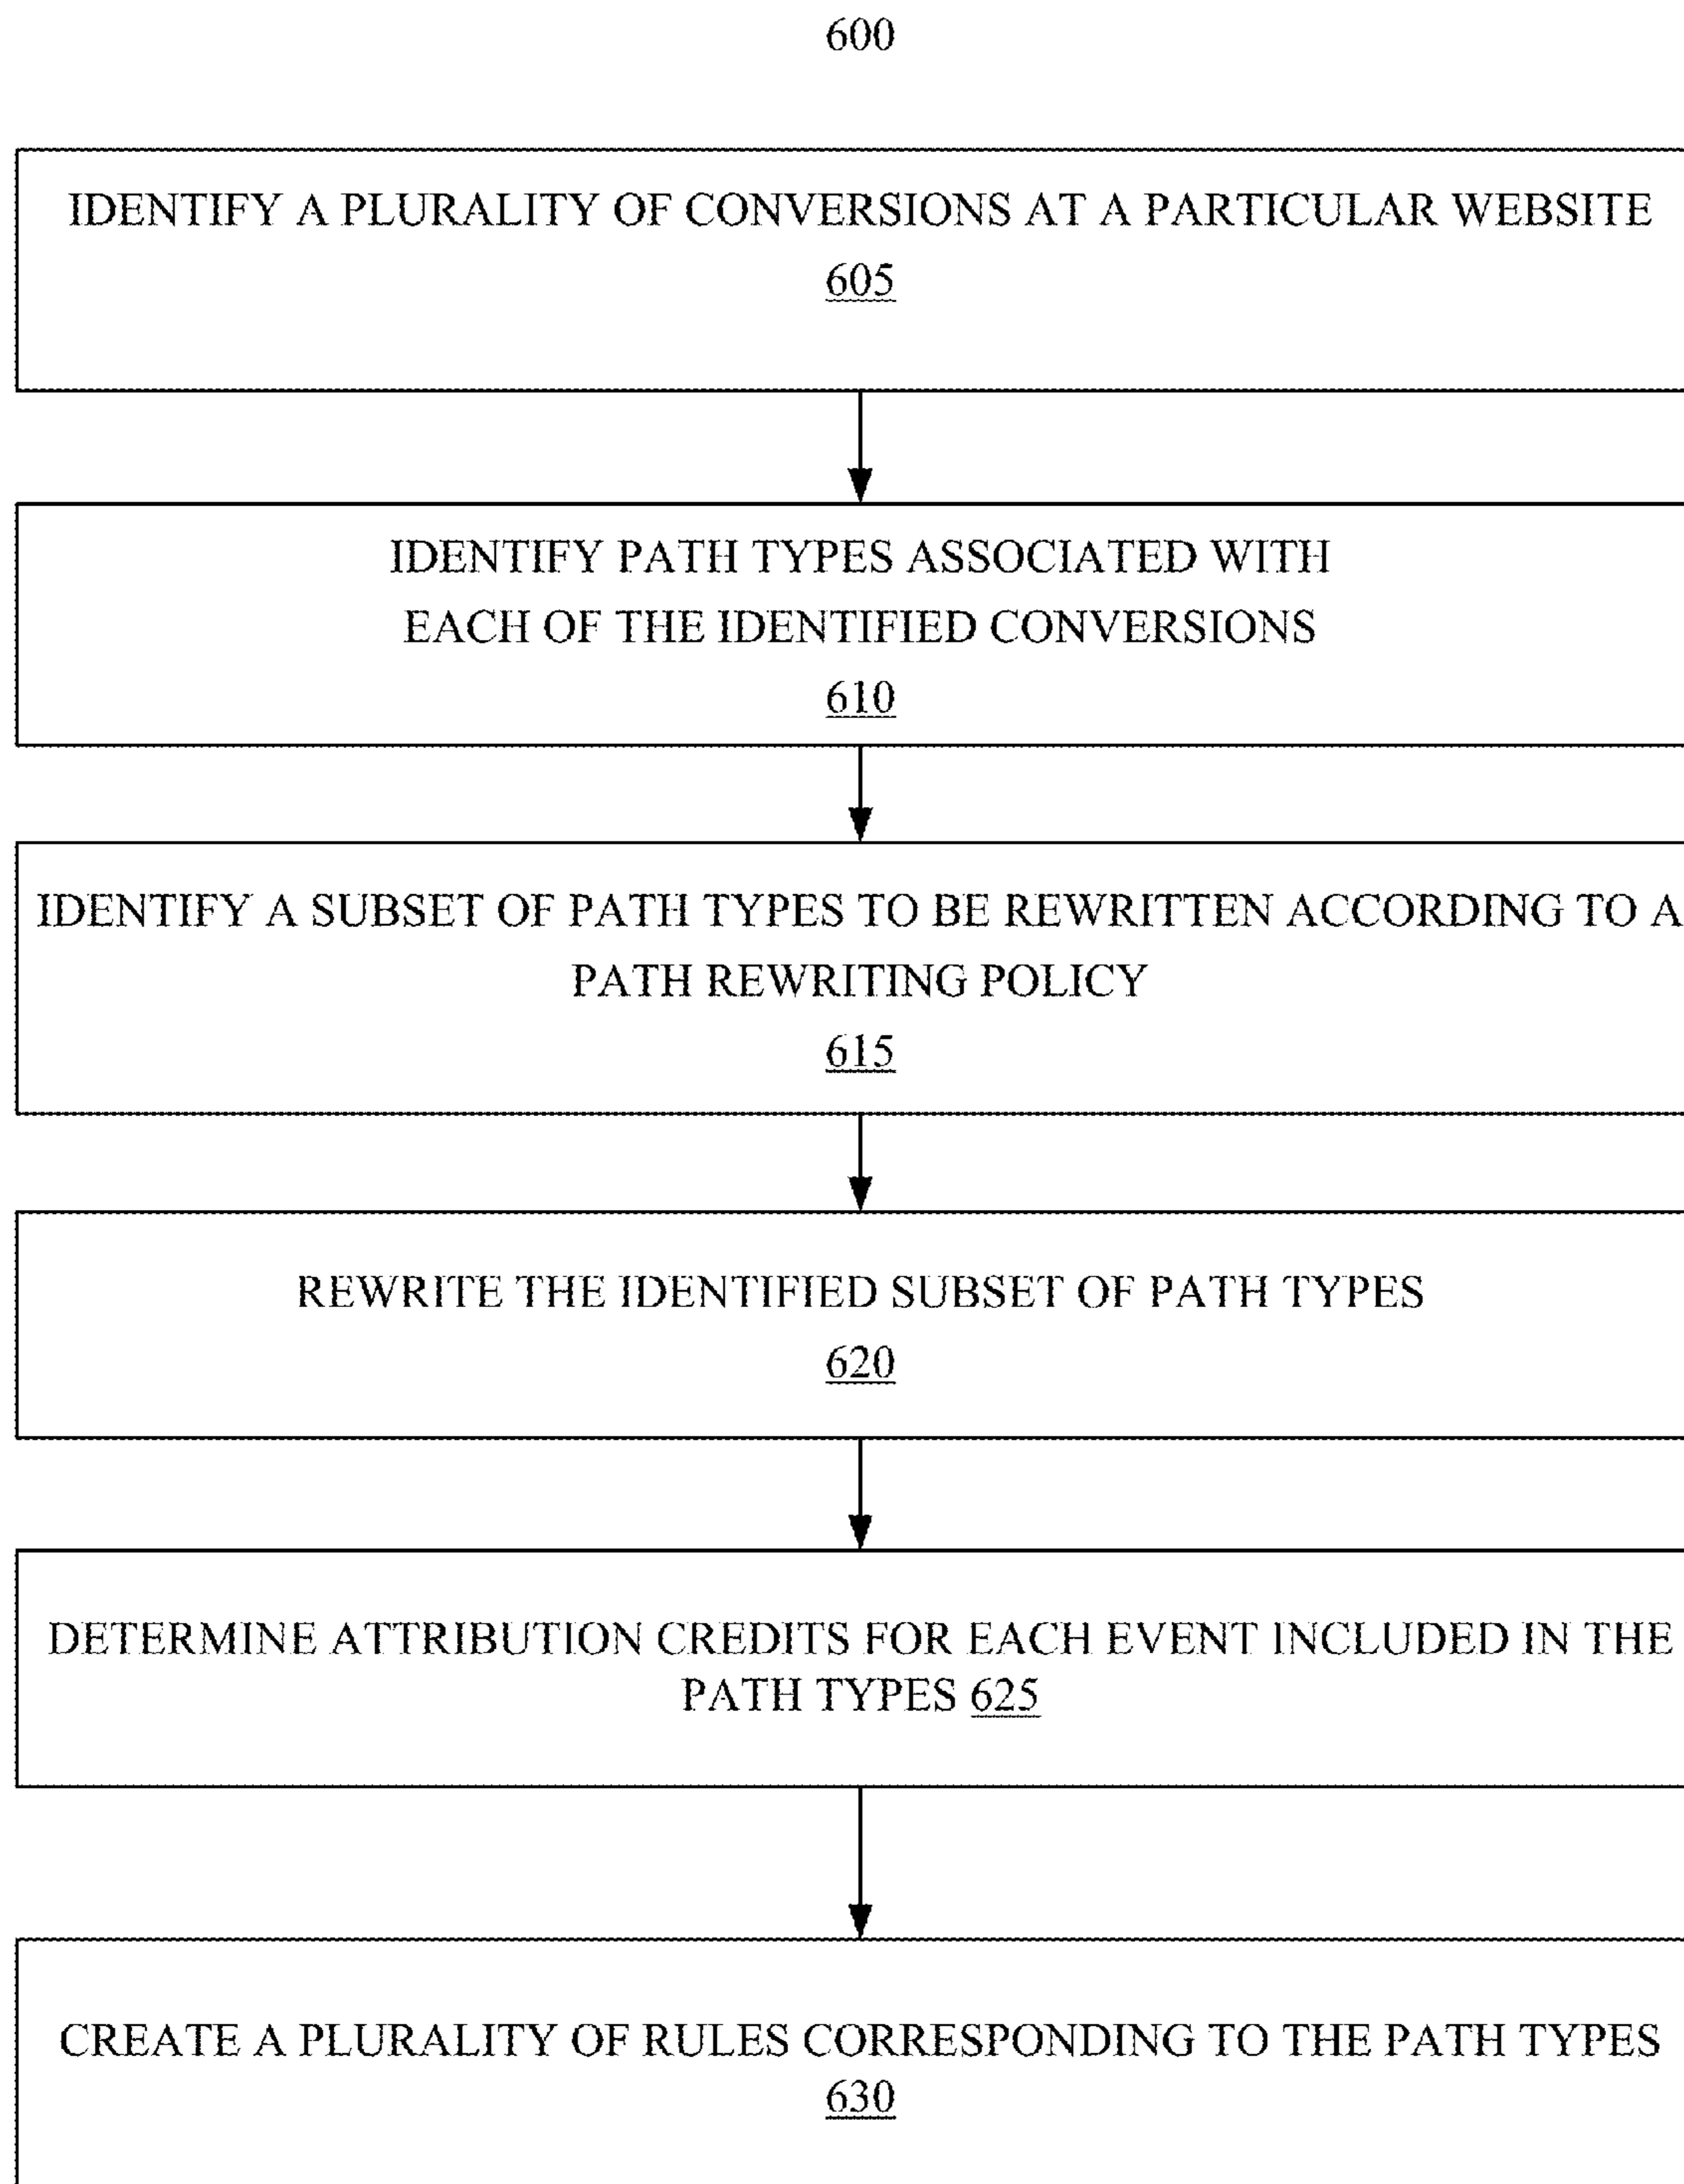 600
IDENTIFY A PLURALITY OF CONVERSIONS AT A PARTICULAR WEBSITE
605
IDENTIFY PATH TYPES ASSOCIATED WITH
EACH OF THE IDENTIFIED CONVERSIONS
610
IDENTIFY A SUBSET OF PATH TYPES TO BE REWRITTEN ACCORDING TO A
PATH REWRITING POLICY
615
REWRITE THE IDENTIFIED SUBSET OF PATH TYPES
620
DETERMINE ATTRIBUTION CREDITS FOR EACH EVENT INCLUDED IN THE
PATH TYPES 625
CREATE A PLURALITY OF RULES CORRESPONDING TO THE PATH TYPES
630